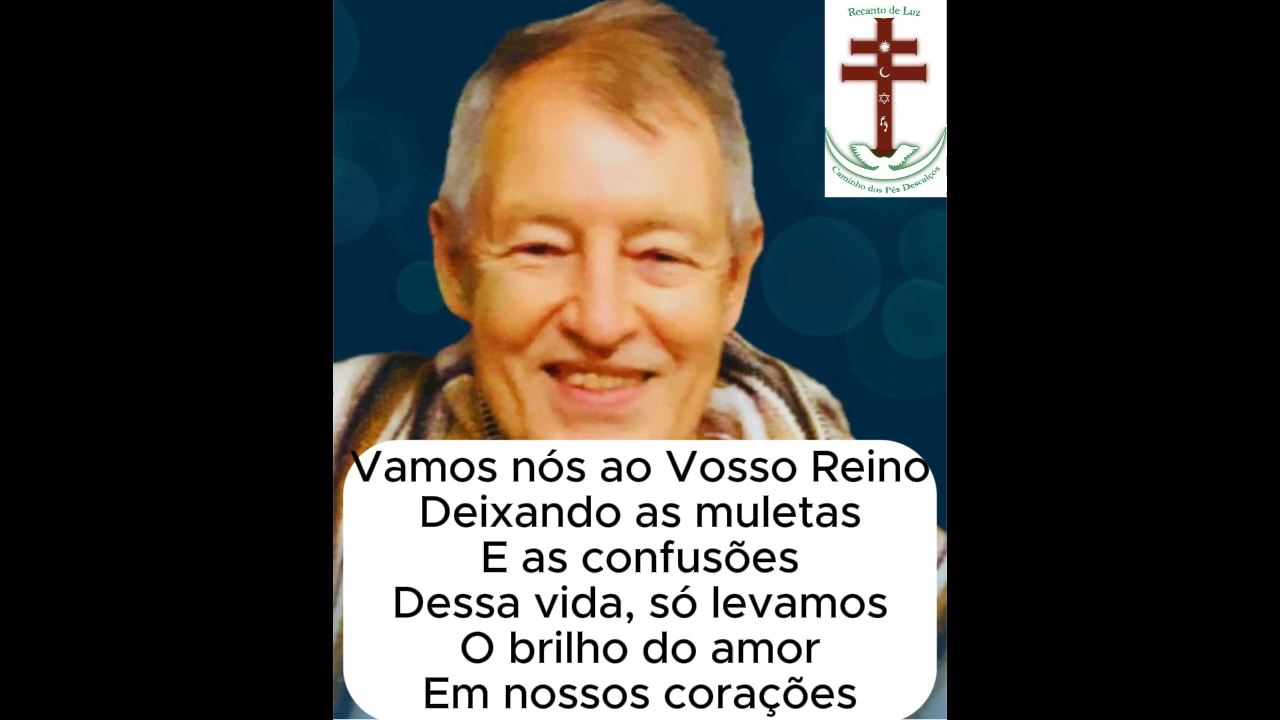 Recanto de Luz
Caminho dos Pés Descalços
Vamos nós ao Vosso Reino
Deixando as muletas
E as confusões
Dessa vida, só levamos
O brilho do amor
Em nossos corações